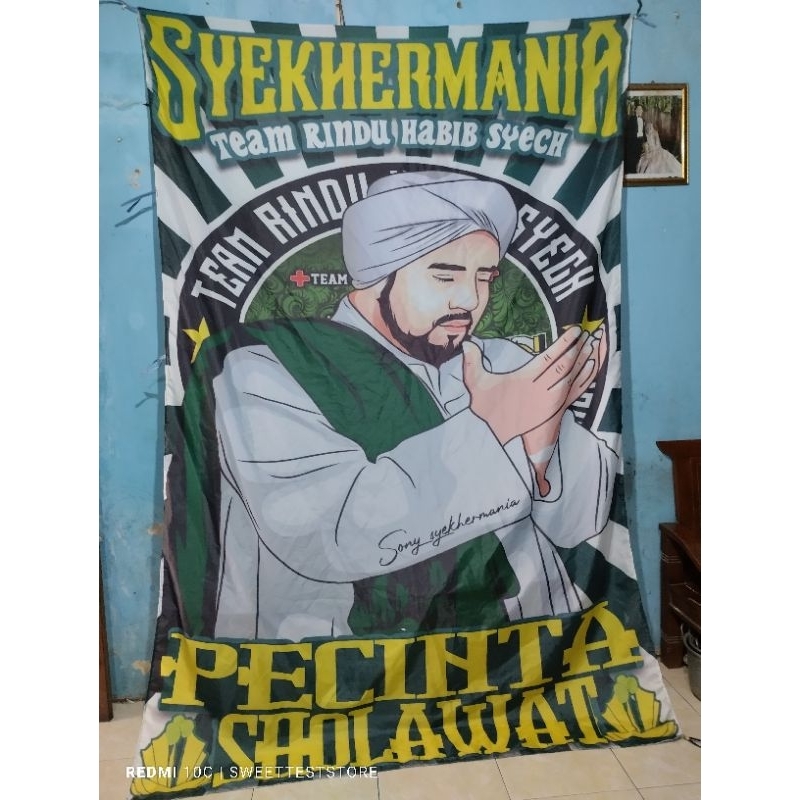 SYEKHERMANIA
Team RINDU HABIB SYECH
TEAM RINDU
SYECH
TEAM
Sony syekhermania
PECINTA
SHOLAWAT
REDMI 10C | SWEETTESTSTORE